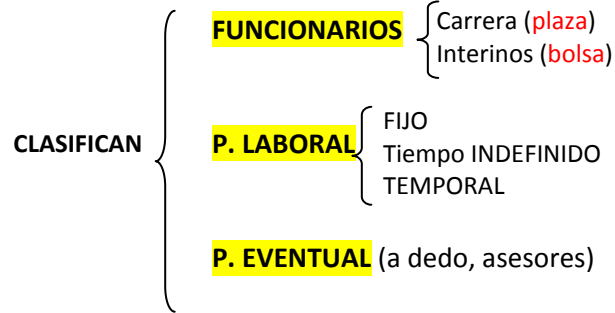 FUNCIONARIOS
Carrera (plaza)
Interinos (bolsa)
CLASIFICAN
P. LABORAL
FIJO
Tiempo INDEFINIDO
TEMPORAL
P. EVENTUAL (a dedo, asesores)